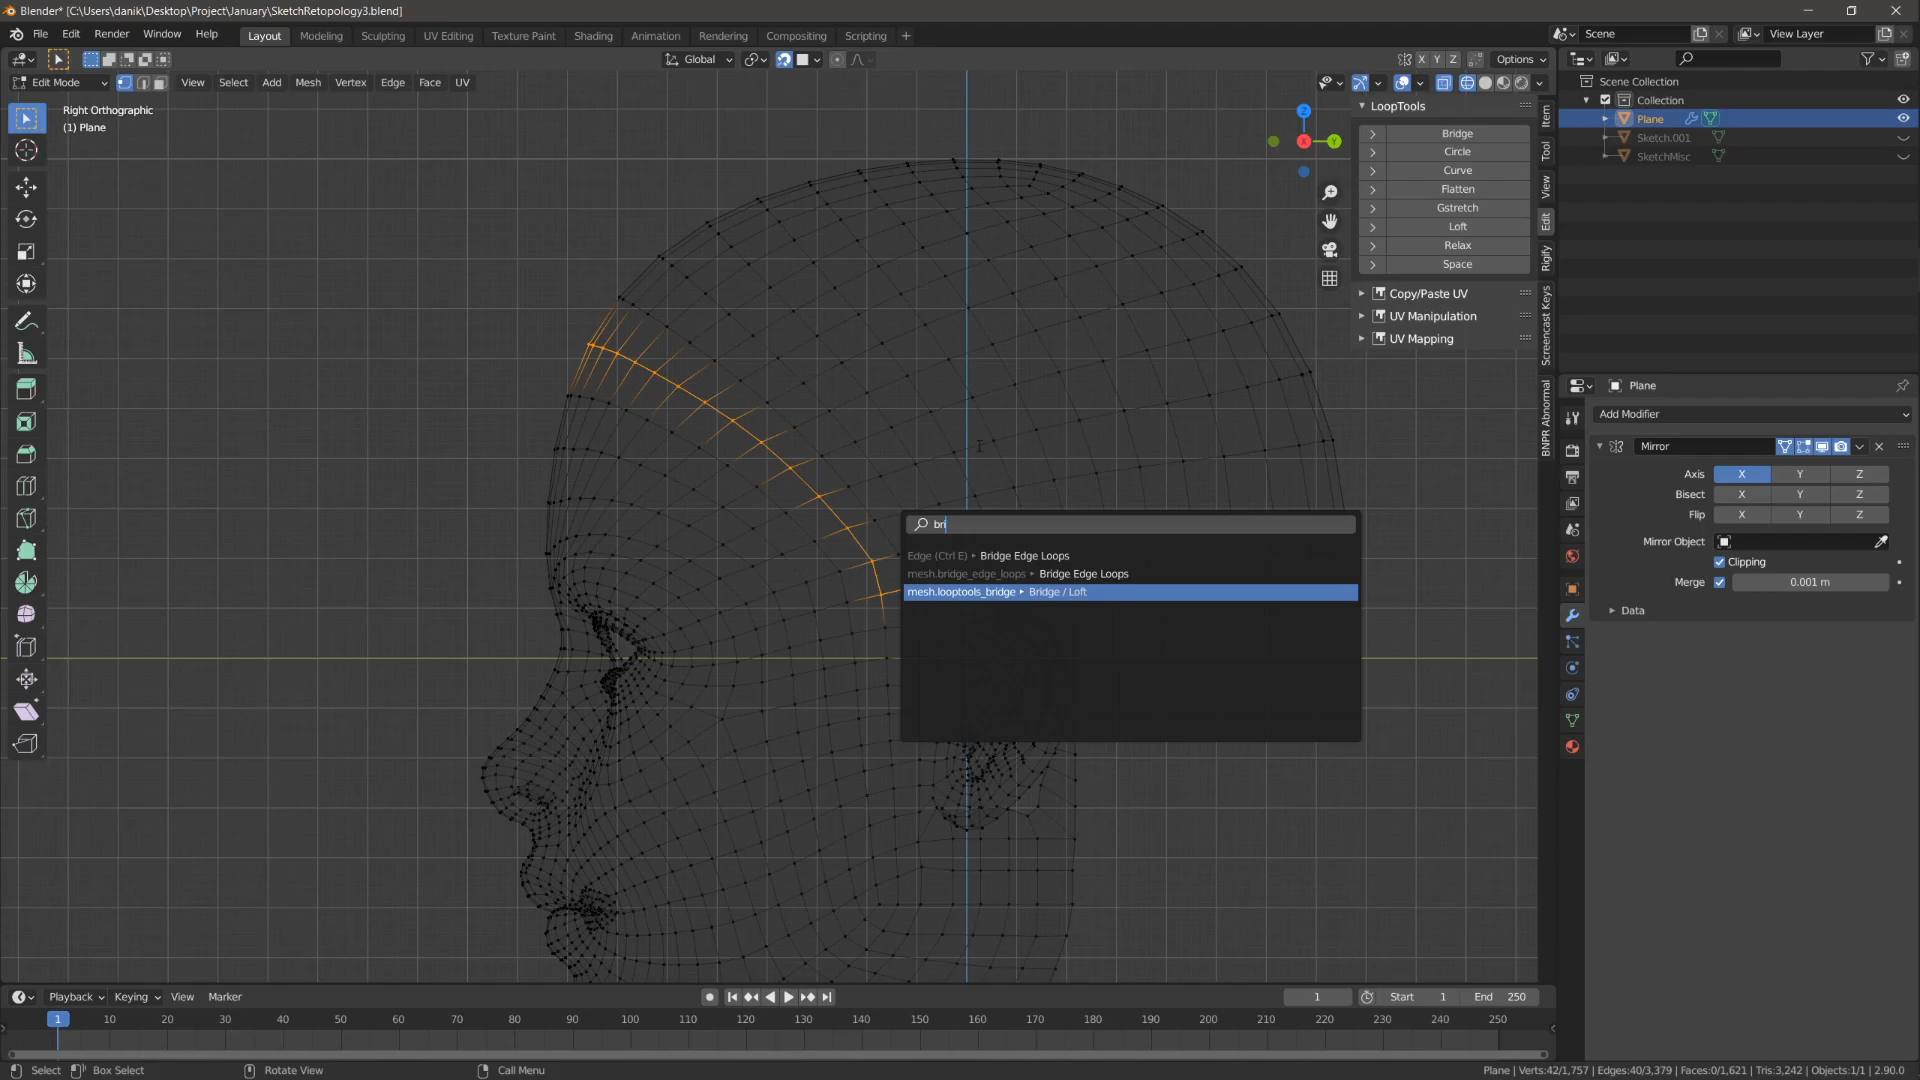 Blender* [C:\Users\danik\Desktop\Project\January\SketchRetopology3.blend]
File Edit Render Window Help Layout Modeling Sculpting UV Editing Texture Paint Shading Animation Rendering Compositing Scripting + Scene View Layer
Global X Y Z Options
Edit Mode View Select Add Mesh Vertex Edge Face UV
Right Orthographic
(1) Plane
Z
X
Y
LoopTools
Bridge
Circle
Curve
Flatten
Gstretch
Loft
Relax
Space
Copy/Paste UV
UV Manipulation
UV Mapping
Item
Tool
View
Edit
Rigify
Screencast Keys
BNPR Abnormal
Scene Collection
Collection
Plane
Sketch.001
SketchMisc
Plane
Add Modifier
Mirror
Axis X Y Z
Bisect X Y Z
Flip X Y Z
Mirror Object
Clipping
Merge 0.001 m
Data
bri
Edge (Ctrl E) ▸ Bridge Edge Loops
mesh.bridge_edge_loops ▸ Bridge Edge Loops
mesh.looptools_bridge ▸ Bridge / Loft
Playback Keying View Marker 1 Start 1 End 250
1 10 20 30 40 50 60 70 80 90 100 110 120 130 140 150 160 170 180 190 200 210 220 230 240 250
Select Box Select Rotate View Call Menu Plane | Verts:42/1,757 | Edges:40/3,379 | Faces:0/1,621 | Tris:3,242 | Objects:1/1 | 2.90.0